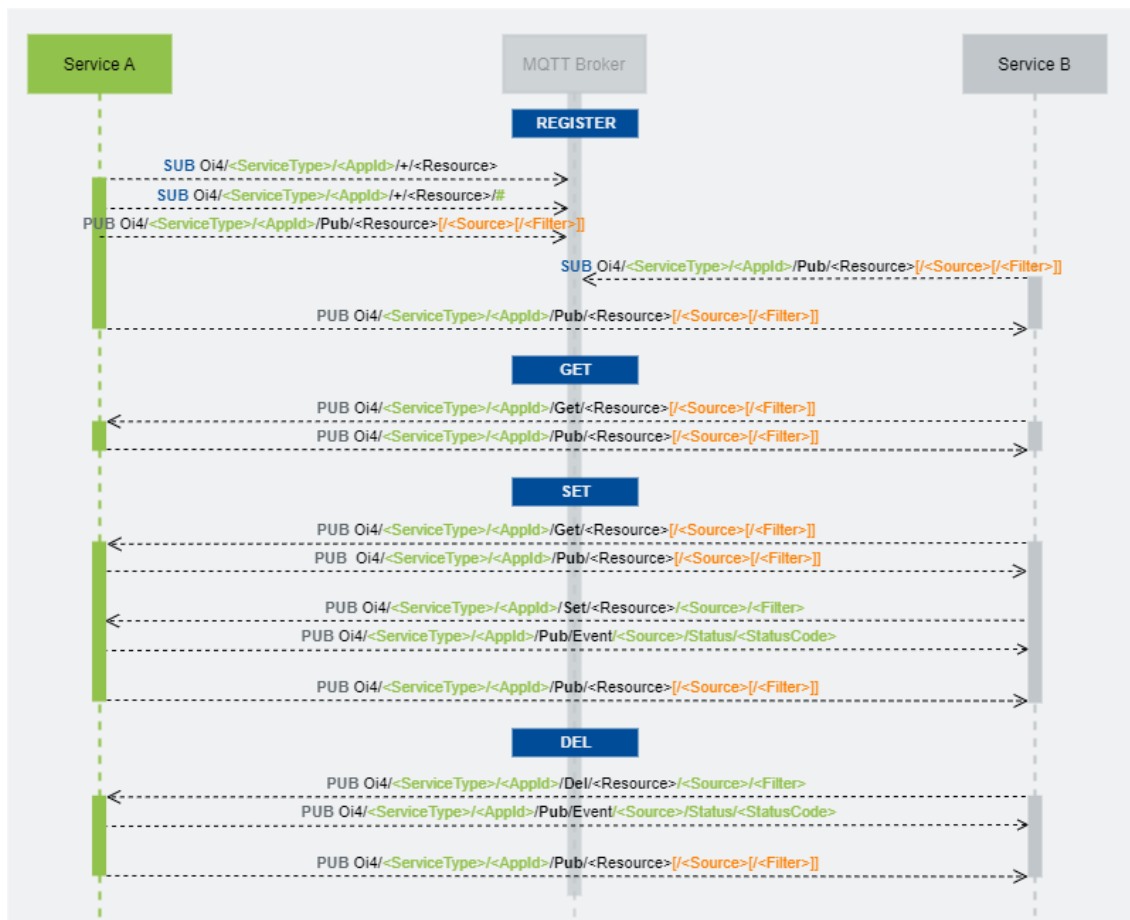 Service A
MQTT Broker
Service B
REGISTER
SUB Oi4/<ServiceType>/<AppId>/+/<Resource>
SUB Oi4/<ServiceType>/<AppId>/+/<Resource>/#
PUB Oi4/<ServiceType>/<AppId>/Pub/<Resource>[/<Source>[/<Filter>]]
SUB Oi4/<ServiceType>/<AppId>/Pub/<Resource>[/<Source>[/<Filter>]]
PUB Oi4/<ServiceType>/<AppId>/Pub/<Resource>[/<Source>[/<Filter>]]
GET
PUB Oi4/<ServiceType>/<AppId>/Get/<Resource>[/<Source>[/<Filter>]]
PUB Oi4/<ServiceType>/<AppId>/Pub/<Resource>[/<Source>[/<Filter>]]
SET
PUB Oi4/<ServiceType>/<AppId>/Get/<Resource>[/<Source>[/<Filter>]]
PUB Oi4/<ServiceType>/<AppId>/Pub/<Resource>[/<Source>[/<Filter>]]
PUB Oi4/<ServiceType>/<AppId>/Set/<Resource>/<Source>/<Filter>
PUB Oi4/<ServiceType>/<AppId>/Pub/Event/<Source>/Status/<StatusCode>
PUB Oi4/<ServiceType>/<AppId>/Pub/<Resource>[/<Source>[/<Filter>]]
DEL
PUB Oi4/<ServiceType>/<AppId>/Del/<Resource>/<Source>/<Filter>
PUB Oi4/<ServiceType>/<AppId>/Pub/Event/<Source>/Status/<StatusCode>
PUB Oi4/<ServiceType>/<AppId>/Pub/<Resource>[/<Source>[/<Filter>]]